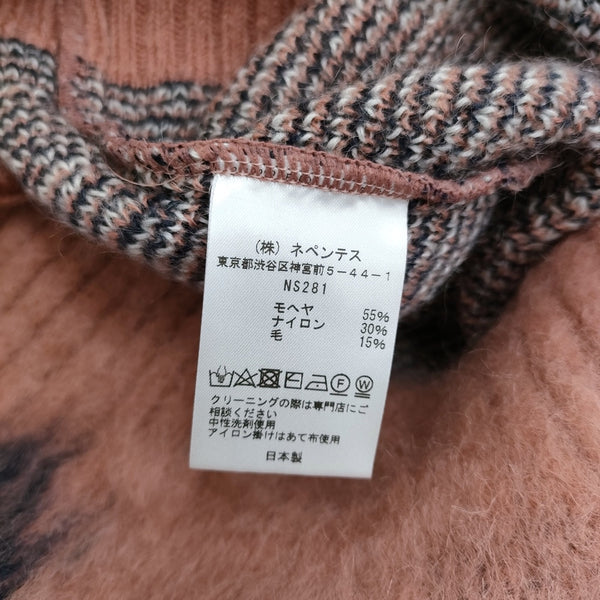 （株）ネペンテス
東京都渋谷区神宮前5-44-1
NS281
モヘヤ 55%
ナイロン 30%
毛 15%
F W
クリーニングの際は専門店にご
相談ください
中性洗剤使用
アイロン掛けはあて布使用
日本製